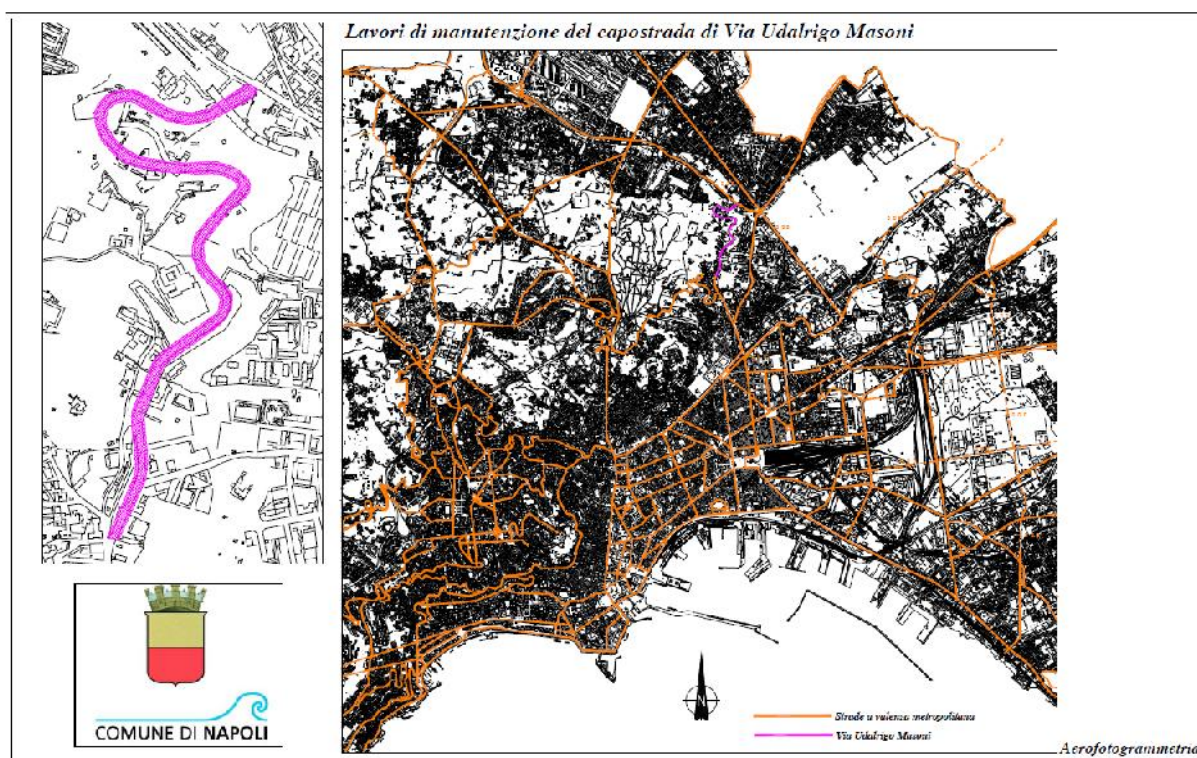 Lavori di manutenzione del capostrada di Via Udalrigo Masoni
N
Strade a valenza metropolitana
Via Udalrigo Masoni
COMUNE DI NAPOLI
Aerofotogrammetria